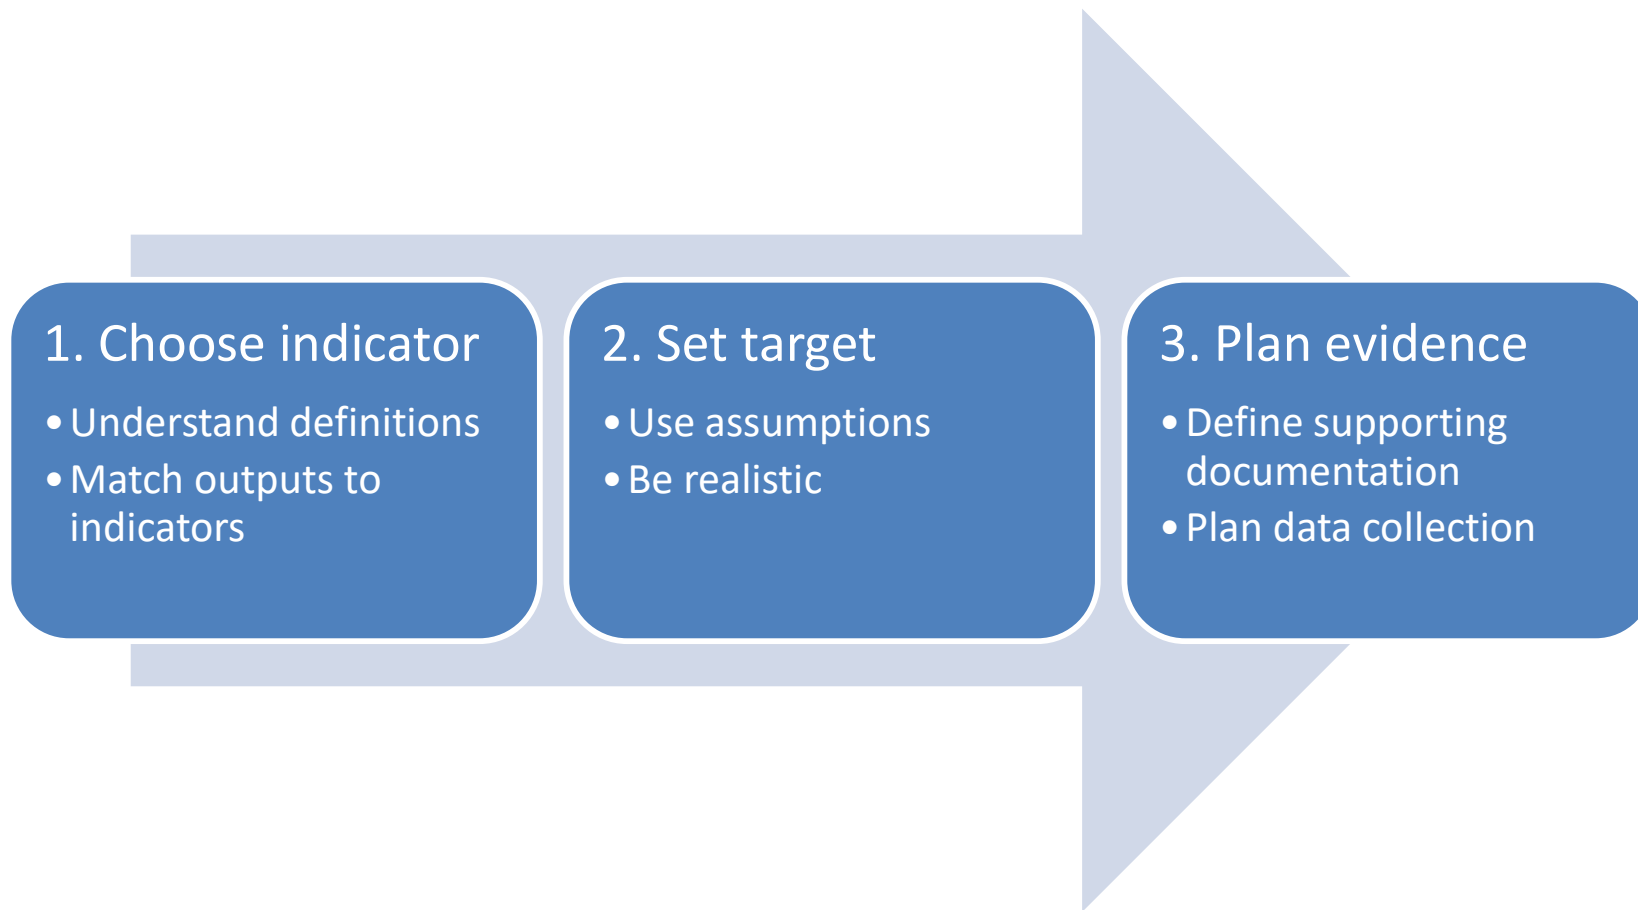 1. Choose indicator
• Understand definitions
• Match outputs to
indicators
2. Set target
• Use assumptions
• Be realistic
3. Plan evidence
• Define supporting
documentation
• Plan data collection